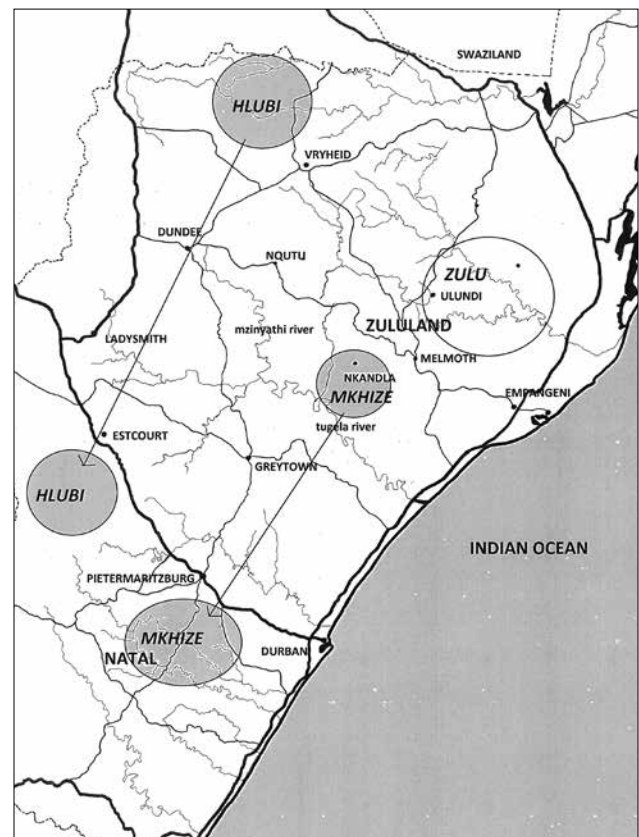 SWAZILAND
HLUBI
VRYHEID
DUNDEE
NQUTU
ZULU
ULUNDI
mzinyathi river
ZULULAND
LADYSMITH
MELMOTH
NKANDLA
MKHIZE
EMPANGENI
tugela river
ESTCOURT
GREYTOWN
HLUBI
INDIAN OCEAN
PIETERMARITZBURG
MKHIZE
NATAL
DURBAN